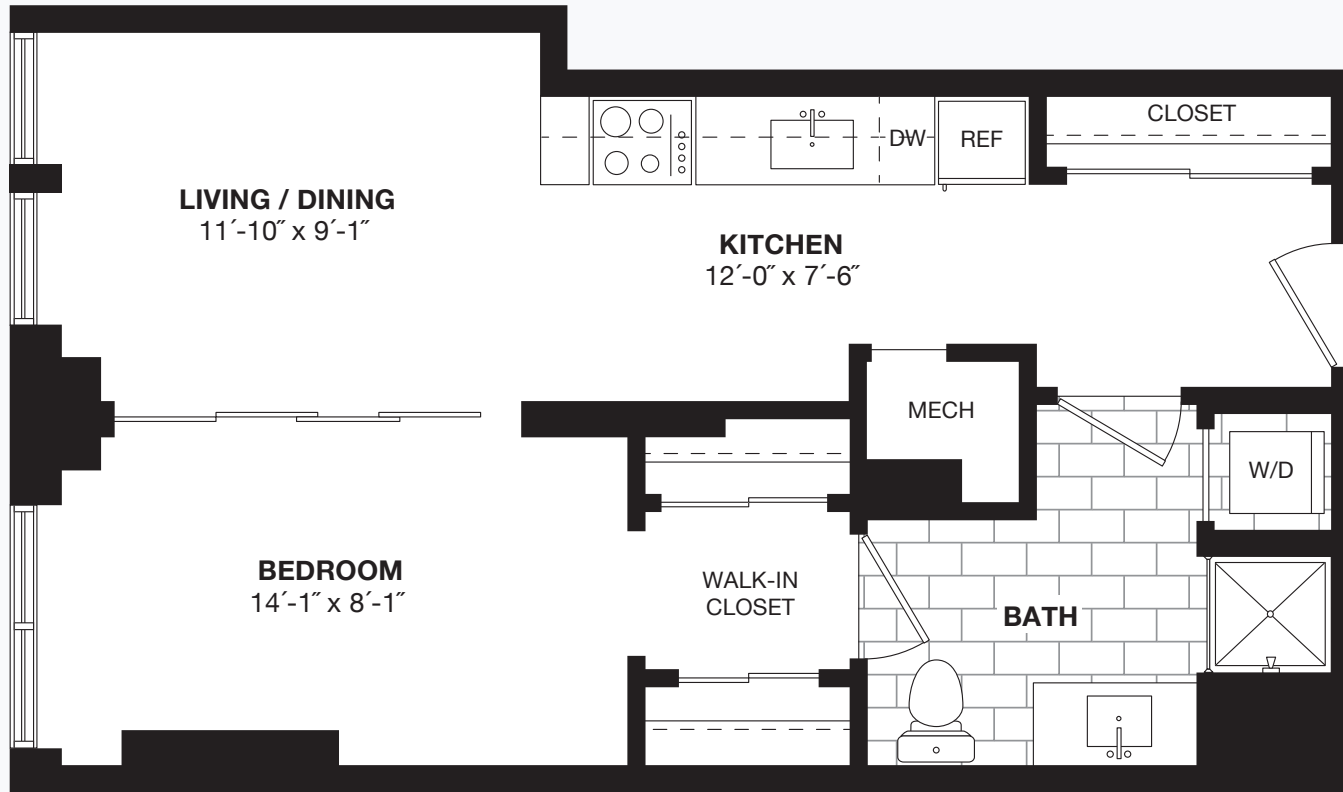 CLOSET
DW
REF
LIVING / DINING
11´-10˝ x 9´-1˝
KITCHEN
12´-0˝ x 7´-6˝
MECH
W/D
BEDROOM
14´-1˝ x 8´-1˝
WALK-IN
CLOSET
BATH